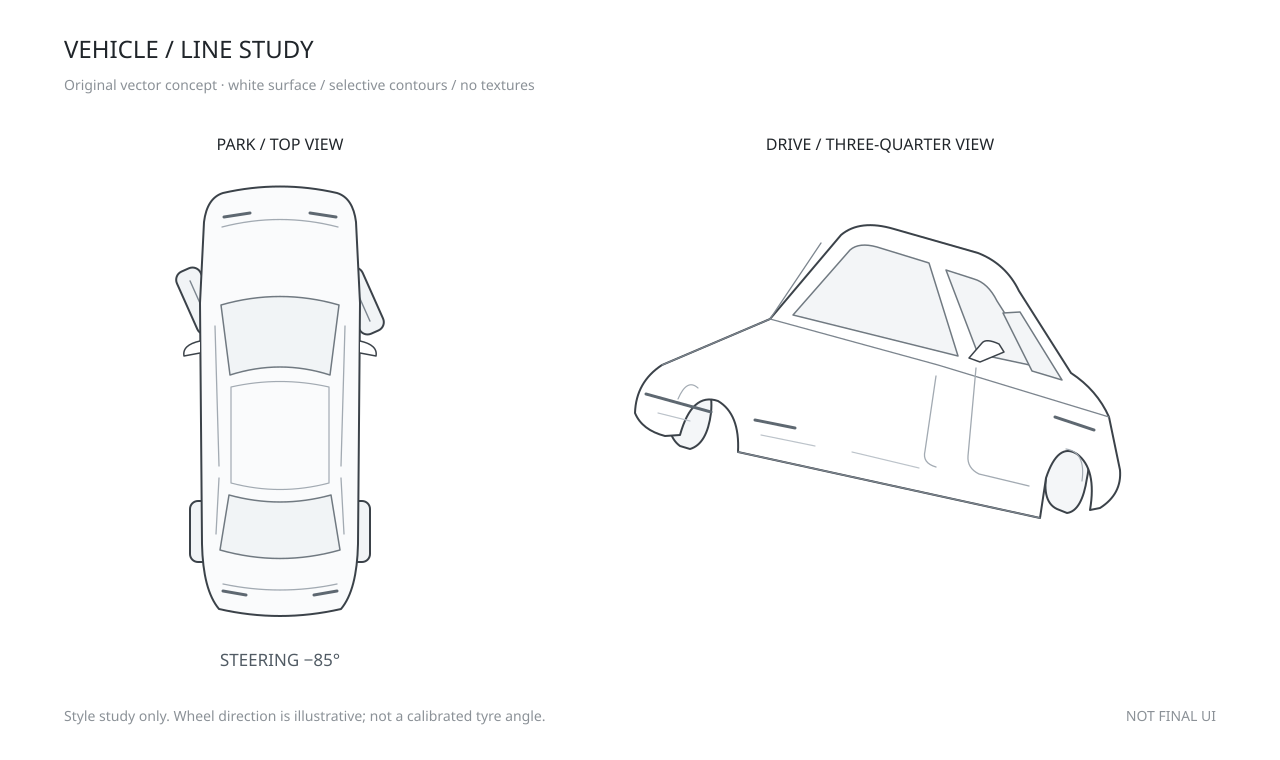 VEHICLE / LINE STUDY
Original vector concept · white surface / selective contours / no textures
PARK / TOP VIEW
DRIVE / THREE-QUARTER VIEW
STEERING −85°
Style study only. Wheel direction is illustrative; not a calibrated tyre angle.
NOT FINAL UI